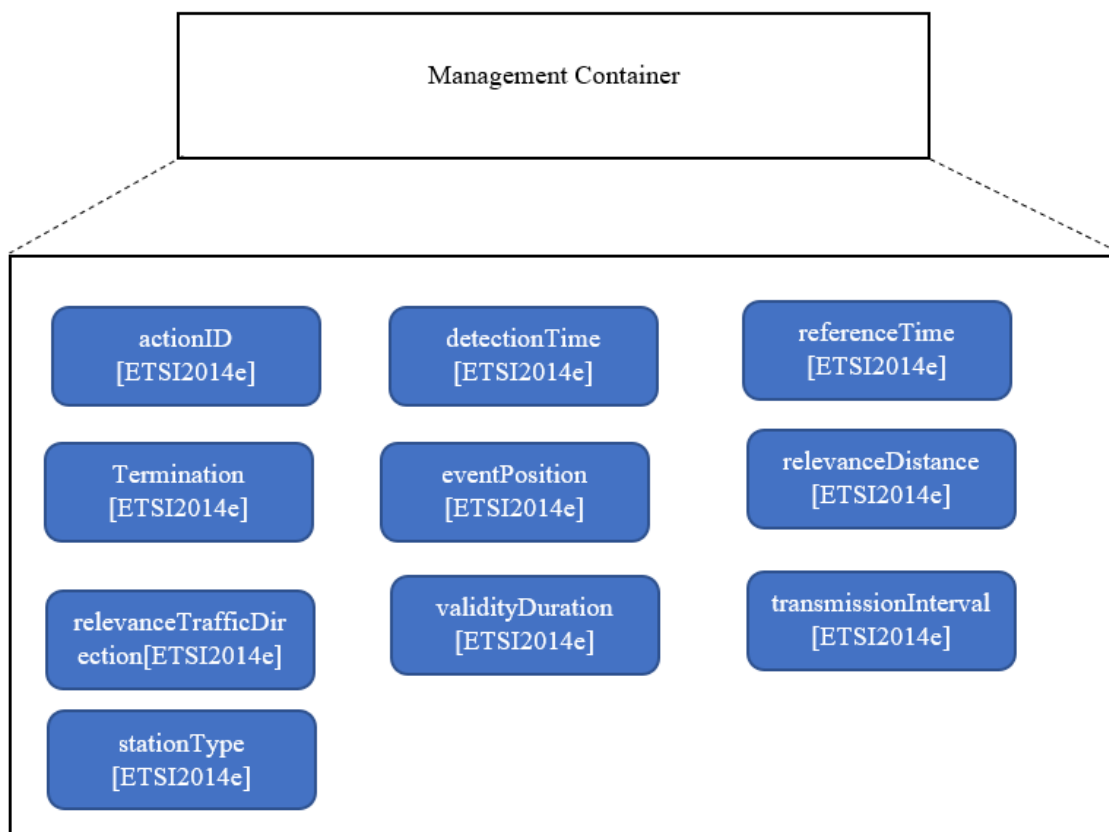 Management Container
actionID
[ETSI2014e]
detectionTime
[ETSI2014e]
referenceTime
[ETSI2014e]
Termination
[ETSI2014e]
eventPosition
[ETSI2014e]
relevanceDistance
[ETSI2014e]
relevanceTrafficDir
ection[ETSI2014e]
validityDuration
[ETSI2014e]
transmissionInterval
[ETSI2014e]
stationType
[ETSI2014e]